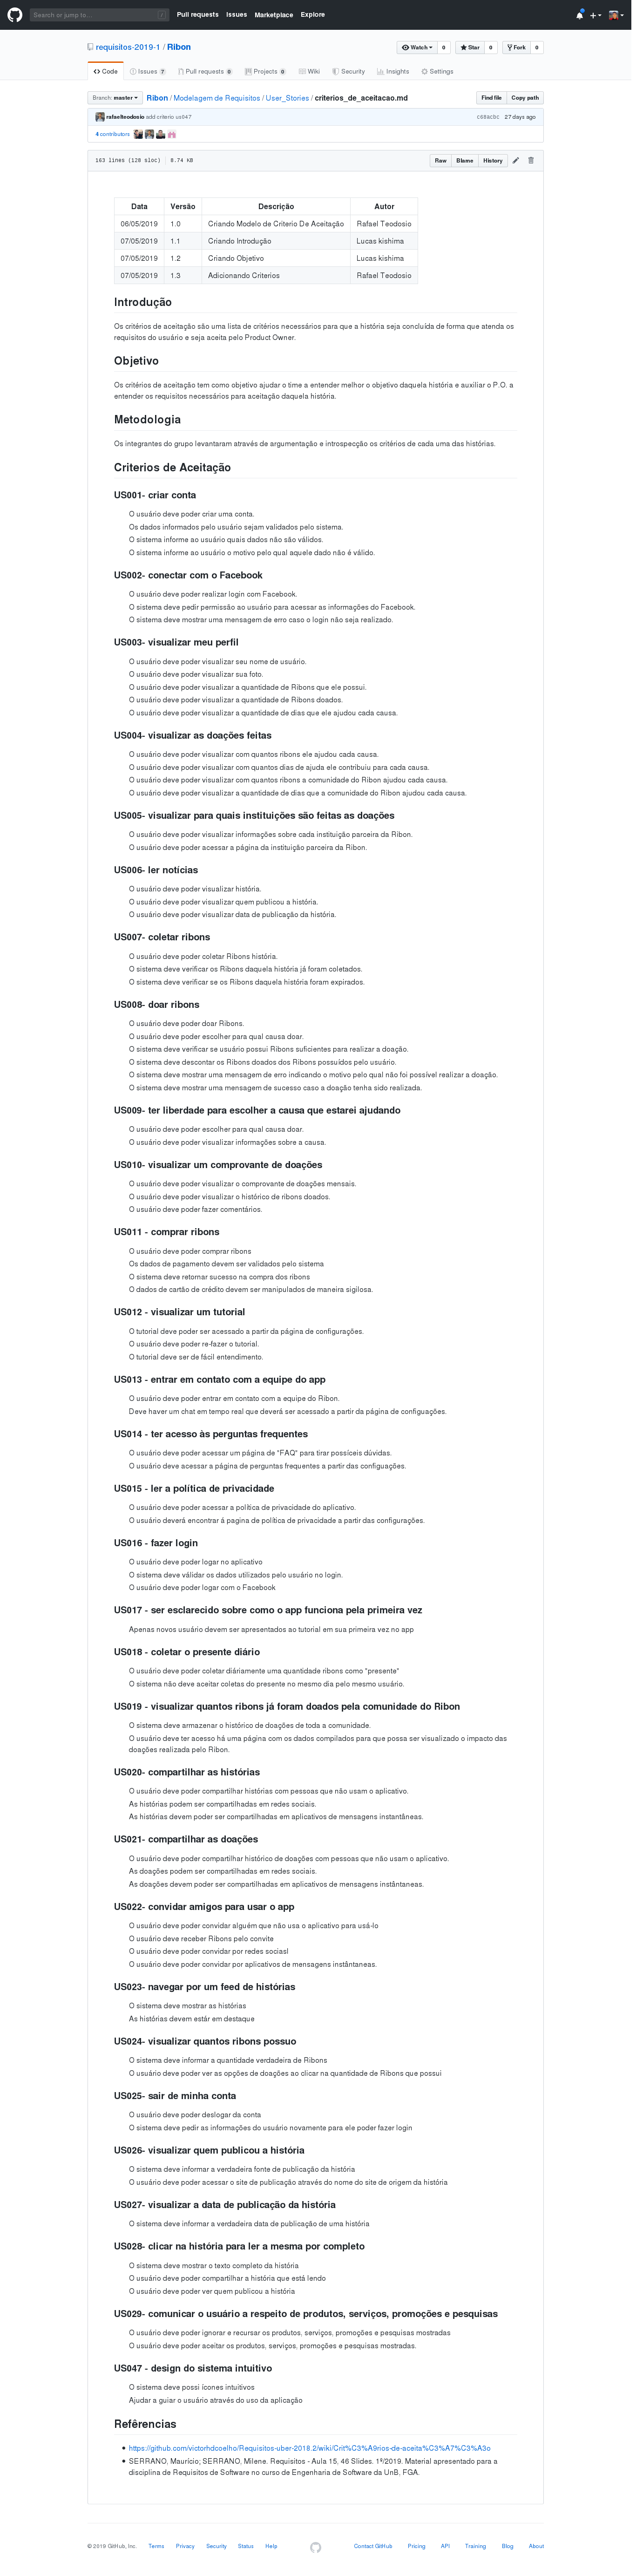 Search or jump to...
/
Pull requests Issues Marketplace Explore
requisitos-2019-1 / Ribon
Watch 0 Star 0 Fork 0
Code Issues 7 Pull requests 0 Projects 0 Wiki Security Insights Settings
Branch: master Ribon / Modelagem de Requisitos / User_Stories / criterios_de_aceitacao.md Find file Copy path
rafaelteodosio add criterio us047 27 days ago
4 contributors
163 lines (128 sloc) 8.74 KB Raw Blame History
Data Versão Descrição Autor
06/05/2019 1.0 Criando Modelo de Criterio De Aceitação Rafael Teodosio
07/05/2019 1.1 Criando Introdução Lucas kishima
07/05/2019 1.2 Criando Objetivo Lucas kishima
07/05/2019 1.3 Adicionando Criterios Rafael Teodosio
Introdução
Os critérios de aceitação são uma lista de critérios necessários para que a história seja concluída de forma que atenda os
requisitos do usuário e seja aceita pelo Product Owner.
Objetivo
Os critérios de aceitação tem como objetivo ajudar o time a entender melhor o objetivo daquela história e auxiliar o P.O. a
entender os requisitos necessários para aceitação daquela história.
Metodologia
Os integrantes do grupo levantaram através de argumentação e introspecção os critérios de cada uma das histórias.
Criterios de Aceitação
US001- criar conta
O usuário deve poder criar uma conta.
Os dados informados pelo usuário sejam validados pelo sistema.
O sistema informe ao usuário quais dados não são válidos.
O sistema informe ao usuário o motivo pelo qual aquele dado não é válido.
US002- conectar com o Facebook
O usuário deve poder realizar login com Facebook.
O sistema deve pedir permissão ao usuário para acessar as informações do Facebook.
O sistema deve mostrar uma mensagem de erro caso o login não seja realizado.
US003- visualizar meu perfil
O usuário deve poder visualizar seu nome de usuário.
O usuário deve poder visualizar sua foto.
O usuário deve poder visualizar a quantidade de Ribons que ele possui.
O usuário deve poder visualizar a quantidade de Ribons doados.
O usuário deve poder visualizar a quantidade de dias que ele ajudou cada causa.
US004- visualizar as doações feitas
O usuário deve poder visualizar com quantos ribons ele ajudou cada causa.
O usuário deve poder visualizar com quantos dias de ajuda ele contribuiu para cada causa.
O usuário deve poder visualizar com quantos ribons a comunidade do Ribon ajudou cada causa.
O usuário deve poder visualizar a quantidade de dias que a comunidade do Ribon ajudou cada causa.
US005- visualizar para quais instituições são feitas as doações
O usuário deve poder visualizar informações sobre cada instituição parceira da Ribon.
O usuário deve poder acessar a página da instituição parceira da Ribon.
US006- ler notícias
O usuário deve poder visualizar história.
O usuário deve poder visualizar quem publicou a história.
O usuário deve poder visualizar data de publicação da história.
US007- coletar ribons
O usuário deve poder coletar Ribons história.
O sistema deve verificar os Ribons daquela história já foram coletados.
O sistema deve verificar se os Ribons daquela história foram expirados.
US008- doar ribons
O usuário deve poder doar Ribons.
O usuário deve poder escolher para qual causa doar.
O sistema deve verificar se usuário possui Ribons suficientes para realizar a doação.
O sistema deve descontar os Ribons doados dos Ribons possuídos pelo usuário.
O sistema deve mostrar uma mensagem de erro indicando o motivo pelo qual não foi possível realizar a doação.
O sistema deve mostrar uma mensagem de sucesso caso a doação tenha sido realizada.
US009- ter liberdade para escolher a causa que estarei ajudando
O usuário deve poder escolher para qual causa doar.
O usuário deve poder visualizar informações sobre a causa.
US010- visualizar um comprovante de doações
O usuário deve poder visualizar o comprovante de doações mensais.
O usuário deve poder visualizar o histórico de ribons doados.
O usuário deve poder fazer comentários.
US011 - comprar ribons
O usuário deve poder comprar ribons
Os dados de pagamento devem ser validados pelo sistema
O sistema deve retornar sucesso na compra dos ribons
O dados de cartão de crédito devem ser manipulados de maneira sigilosa.
US012 - visualizar um tutorial
O tutorial deve poder ser acessado a partir da página de configurações.
O usuário deve poder re-fazer o tutorial.
O tutorial deve ser de fácil entendimento.
US013 - entrar em contato com a equipe do app
O usuário deve poder entrar em contato com a equipe do Ribon.
Deve haver um chat em tempo real que deverá ser acessado a partir da página de configuações.
US014 - ter acesso às perguntas frequentes
O usuário deve poder acessar um página de "FAQ" para tirar possíceis dúvidas.
O usuário deve acessar a página de perguntas frequentes a partir das configuações.
US015 - ler a política de privacidade
O usuário deve poder acessar a política de privacidade do aplicativo.
O usuário deverá encontrar á pagina de política de privacidade a partir das configurações.
US016 - fazer login
O usuário deve poder logar no aplicativo
O sistema deve válidar os dados utilizados pelo usuário no login.
O usuário deve poder logar com o Facebook
US017 - ser esclarecido sobre como o app funciona pela primeira vez
Apenas novos usuário devem ser apresentados ao tutorial em sua primeira vez no app
US018 - coletar o presente diário
O usuário deve poder coletar diáriamente uma quantidade ribons como "presente"
O sistema não deve aceitar coletas do presente no mesmo dia pelo mesmo usuário.
US019 - visualizar quantos ribons já foram doados pela comunidade do Ribon
O sistema deve armazenar o histórico de doações de toda a comunidade.
O usuário deve ter acesso há uma página com os dados compilados para que possa ser visualizado o impacto das
doações realizada pelo Ribon.
US020- compartilhar as histórias
O usuário deve poder compartilhar histórias com pessoas que não usam o aplicativo.
As histórias podem ser compartilhadas em redes sociais.
As histórias devem poder ser compartilhadas em aplicativos de mensagens instantâneas.
US021- compartilhar as doações
O usuário deve poder compartilhar histórico de doações com pessoas que não usam o aplicativo.
As doações podem ser compartilhadas em redes sociais.
As doações devem poder ser compartilhadas em aplicativos de mensagens instântaneas.
US022- convidar amigos para usar o app
O usuário deve poder convidar alguém que não usa o aplicativo para usá-lo
O usuário deve receber Ribons pelo convite
O usuário deve poder convidar por redes sociasl
O usuário deve poder convidar por aplicativos de mensagens instântaneas.
US023- navegar por um feed de histórias
O sistema deve mostrar as histórias
As histórias devem estár em destaque
US024- visualizar quantos ribons possuo
O sistema deve informar a quantidade verdadeira de Ribons
O usuário deve poder ver as opções de doações ao clicar na quantidade de Ribons que possui
US025- sair de minha conta
O usuário deve poder deslogar da conta
O sistema deve pedir as informações do usuário novamente para ele poder fazer login
US026- visualizar quem publicou a história
O sistema deve informar a verdadeira fonte de publicação da história
O usuário deve poder acessar o site de publicação através do nome do site de origem da história
US027- visualizar a data de publicação da história
O sistema deve informar a verdadeira data de publicação de uma história
US028- clicar na história para ler a mesma por completo
O sistema deve mostrar o texto completo da história
O usuário deve poder compartilhar a história que está lendo
O usuário deve poder ver quem publicou a história
US029- comunicar o usuário a respeito de produtos, serviços, promoções e pesquisas
O usuário deve poder ignorar e recursar os produtos, serviços, promoções e pesquisas mostradas
O usuário deve poder aceitar os produtos, serviços, promoções e pesquisas mostradas.
US047 - design do sistema intuitivo
O sistema deve possi ícones intuitivos
Ajudar a guiar o usuário através do uso da aplicação
Refêrencias
https://github.com/victorhdcoelho/Requisitos-uber-2018.2/wiki/Crit%C3%A9rios-de-aceita%C3%A7%C3%A3o
SERRANO, Maurício; SERRANO, Milene. Requisitos - Aula 15, 46 Slides. 1º/2019. Material apresentado para a
disciplina de Requisitos de Software no curso de Engenharia de Software da UnB, FGA.
© 2019 GitHub, Inc. Terms Privacy Security Status Help Contact GitHub Pricing API Training Blog About